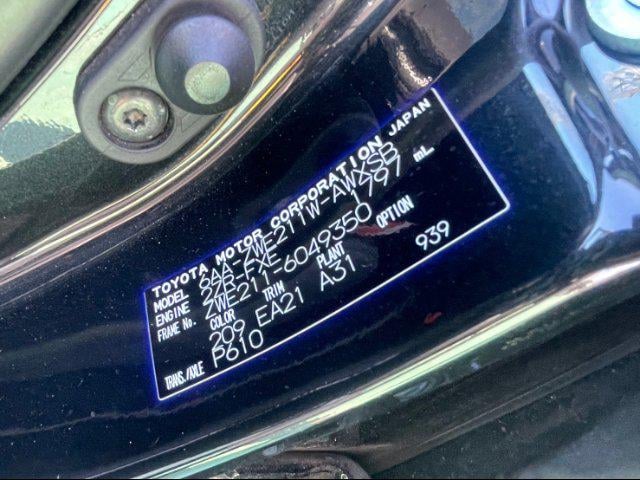 TOYOTA MOTOR CORPORATION JAPAN
MODEL 6AA-ZWE211W-AWXSB
ENGINE 2ZR-FXE 1797 mL
FRAME No. ZWE211-6049350
COLOR TRIM PLANT OPTION
209 EA21 A31 939
TRANS./AXLE P610